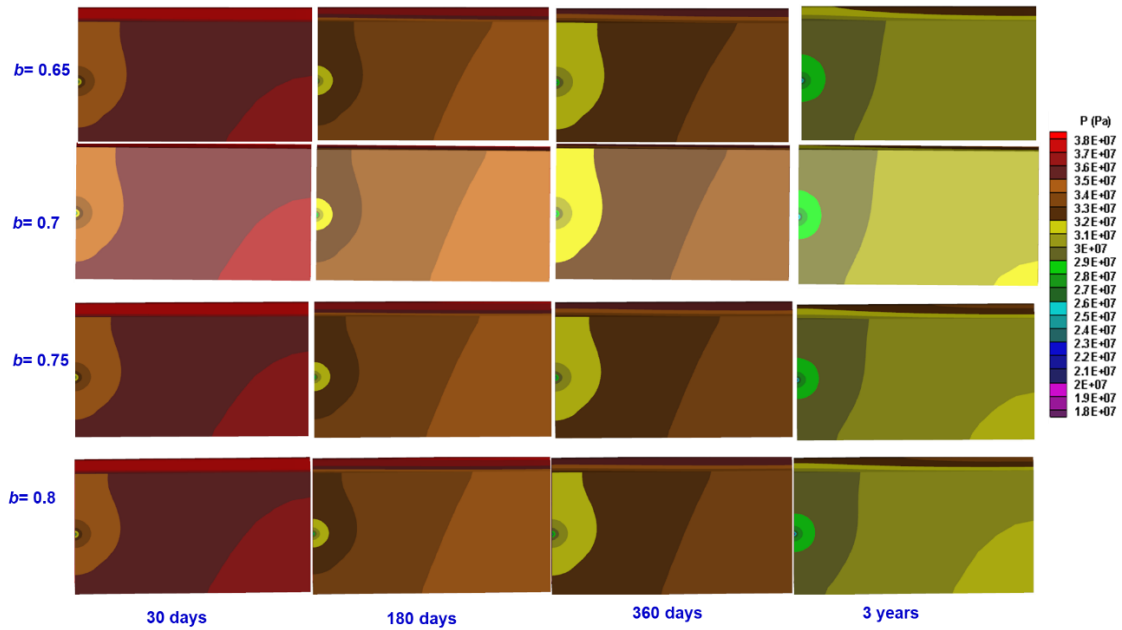 b= 0.65
b= 0.7
b= 0.75
b= 0.8
30 days
180 days
360 days
3 years
P (Pa)
3.8E+07
3.7E+07
3.6E+07
3.5E+07
3.4E+07
3.3E+07
3.2E+07
3.1E+07
3E+07
2.9E+07
2.8E+07
2.7E+07
2.6E+07
2.5E+07
2.4E+07
2.3E+07
2.2E+07
2.1E+07
2E+07
1.9E+07
1.8E+07